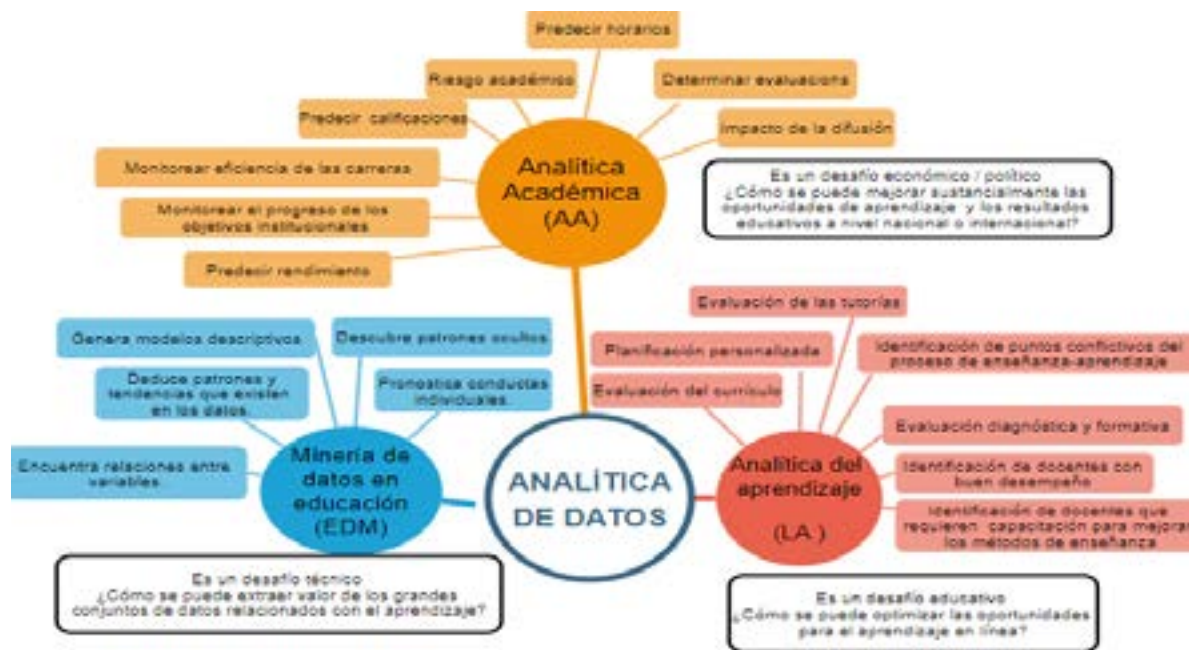 Predecir horarios
Riesgo académico
Determinar evaluacions
Predecir calificaciones
Impacto de la difusión
Monitorear eficiencia de las carreras
Monitorear el progreso de los
objetivos institucionales
Predecir rendimiento
Analítica
Académica
(AA)
Es un desafío económico / político
¿Cómo se puede mejorar sustancialmente las
oportunidades de aprendizaje y los resultados
educativos a nivel nacional o internacional?
Genera modelos descriptivos
Descubre patrones ocultos
Deduce patrones y
tendencias que existen
en los datos.
Pronostica conductas
individuales.
Encuentra relaciones entre
variables.
Minería de
datos en
educación
(EDM)
ANALÍTICA
DE DATOS
Evaluación de las tutorías
Planificación personalizada
Identificación de puntos conflictivos del
proceso de enseñanza-aprendizaje
Evaluación del currículo
Evaluación diagnóstica y formativa
Identificación de docentes con
buen desempeño
Identificación de docentes que
requieren capacitación para mejorar
los métodos de enseñanza
Analítica del
aprendizaje
(LA )
Es un desafío técnico
¿Cómo se puede extraer valor de los grandes
conjuntos de datos relacionados con el aprendizaje?
Es un desafío educativo
¿Cómo se puede optimizar las oportunidades
para el aprendizaje en línea?